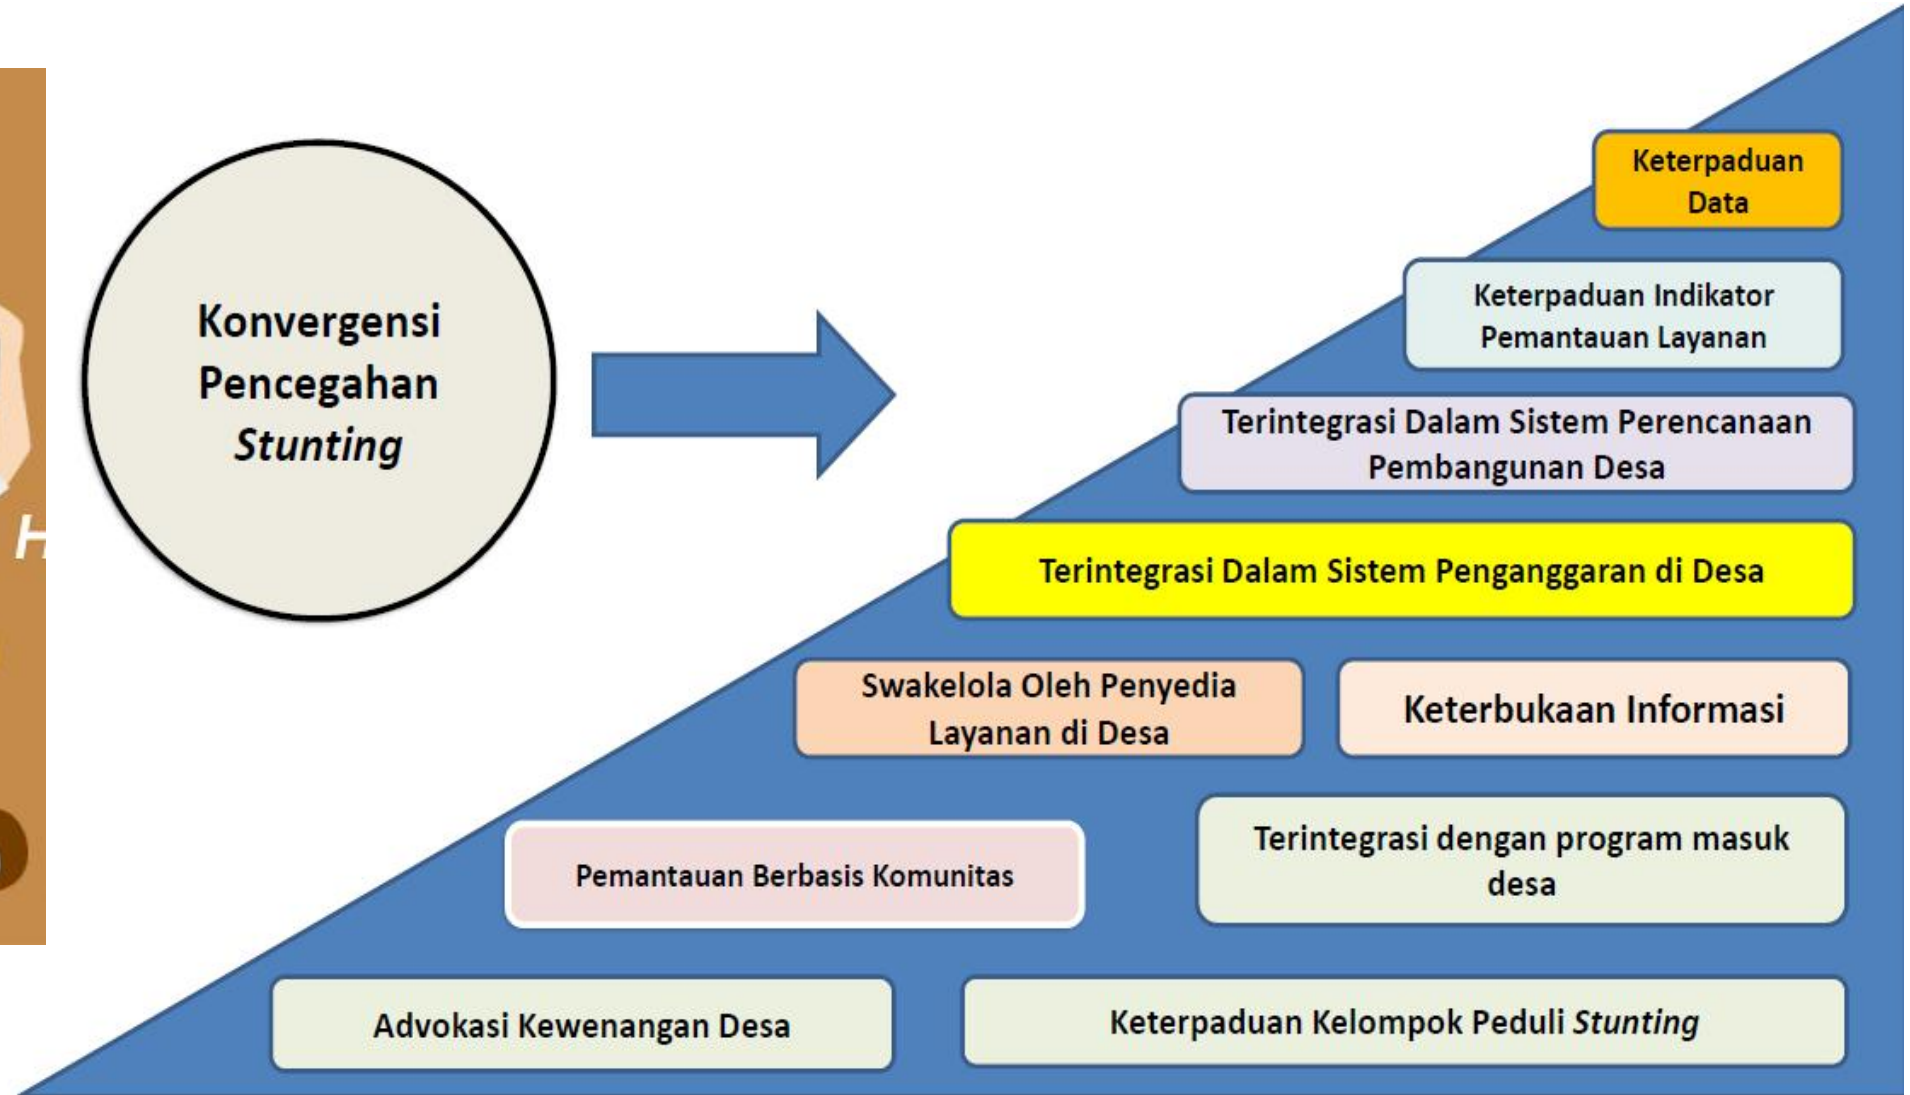 Konvergensi
Pencegahan
Stunting
Keterpaduan
Data
Keterpaduan Indikator
Pemantauan Layanan
Terintegrasi Dalam Sistem Perencanaan
Pembangunan Desa
Terintegrasi Dalam Sistem Penganggaran di Desa
Swakelola Oleh Penyedia
Layanan di Desa
Keterbukaan Informasi
Pemantauan Berbasis Komunitas
Terintegrasi dengan program masuk
desa
Advokasi Kewenangan Desa
Keterpaduan Kelompok Peduli Stunting